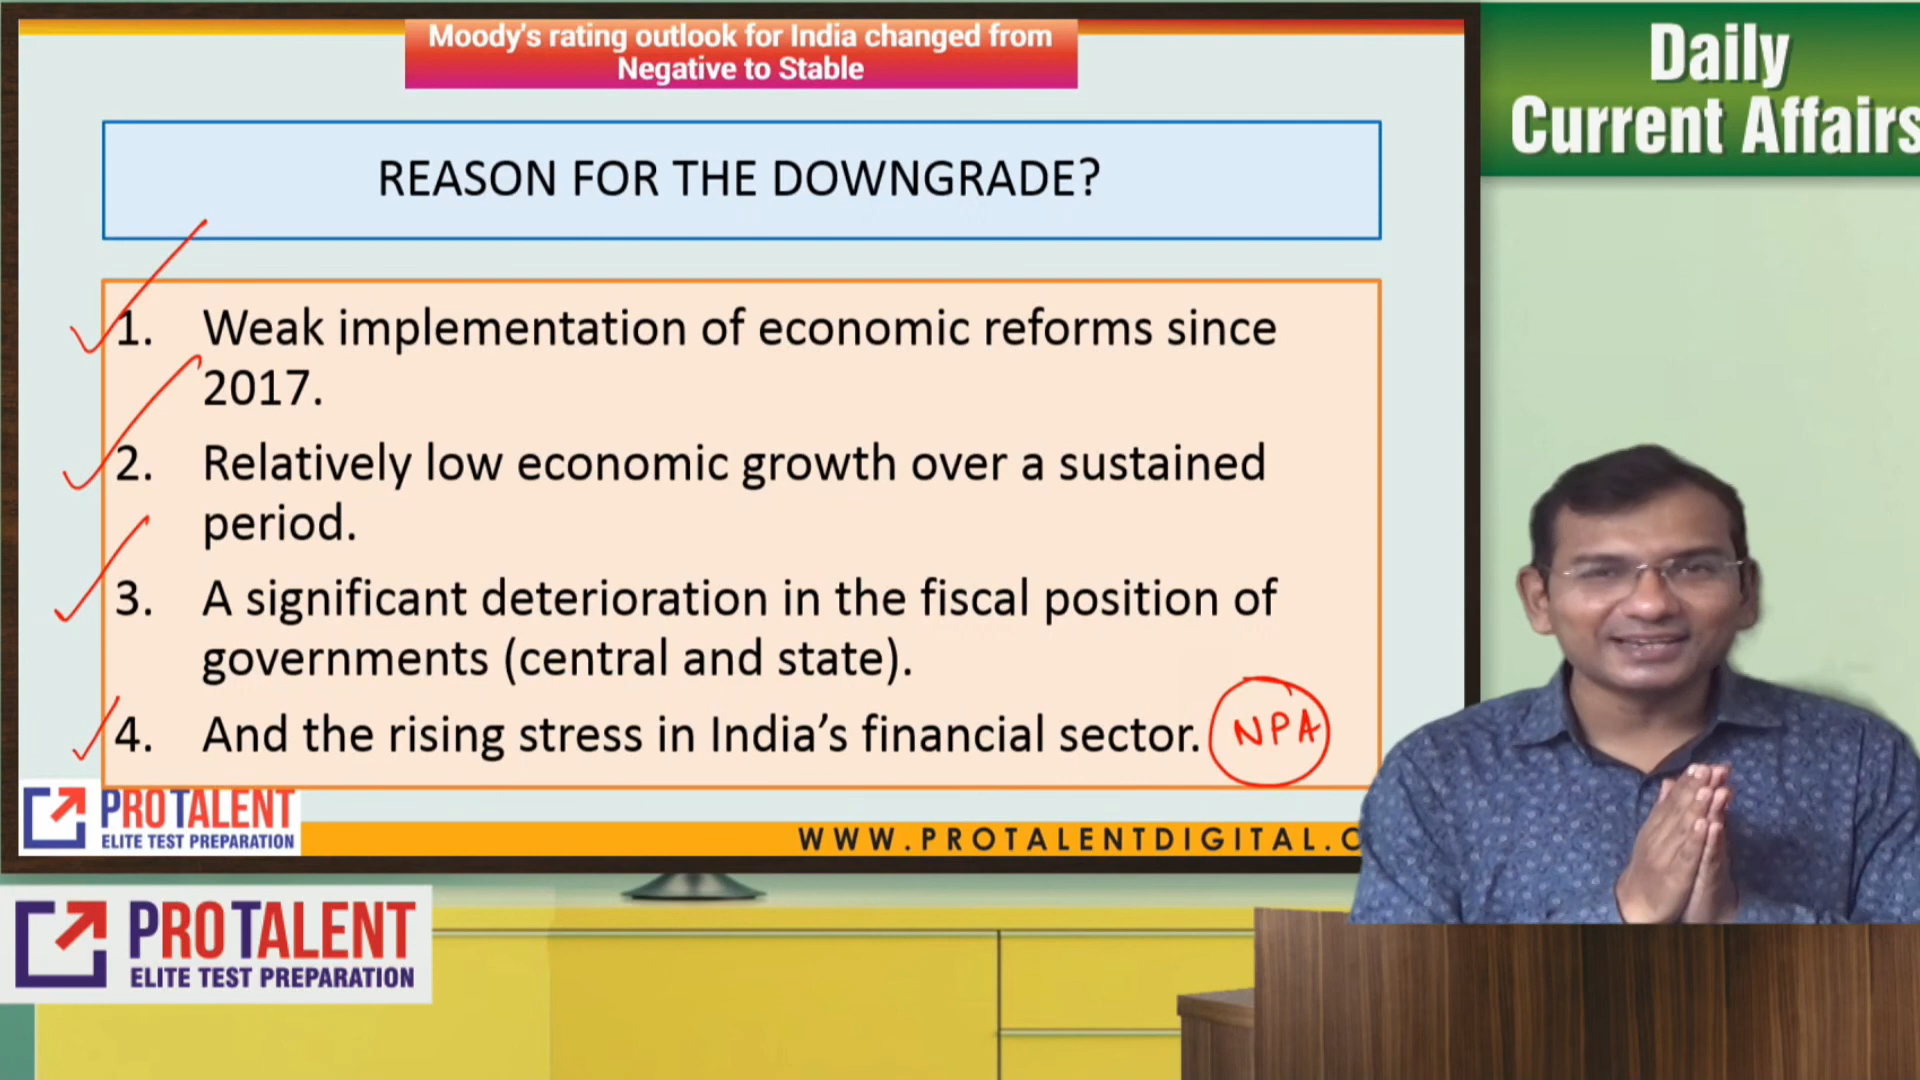 Moody's rating outlook for India changed from
Negative to Stable
Daily
Current Affairs
REASON FOR THE DOWNGRADE?
1. Weak implementation of economic reforms since
2017.
2. Relatively low economic growth over a sustained
period.
3. A significant deterioration in the fiscal position of
governments (central and state).
4. And the rising stress in India’s financial sector.
NPA
PROTALENT
ELITE TEST PREPARATION
WWW.PROTALENTDIGITAL.C
PROTALENT
ELITE TEST PREPARATION